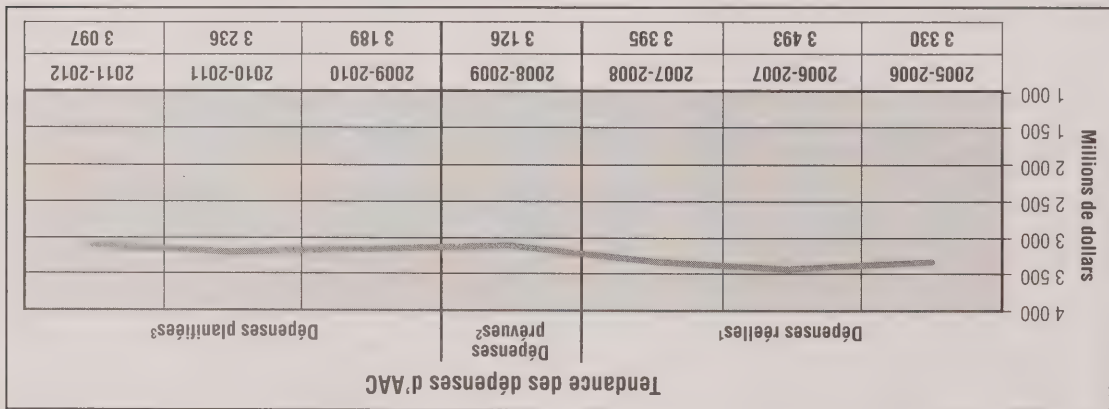 Tendance des dépenses d'AAC
Dépenses réelles¹
Dépenses
prévues²
Dépenses planifiées³
Millions de dollars
4 000
3 500
3 000
2 500
2 000
1 500
1 000
2005-2006 2006-2007 2007-2008 2008-2009 2009-2010 2010-2011 2011-2012
3 330 3 493 3 395 3 126 3 189 3 236 3 097